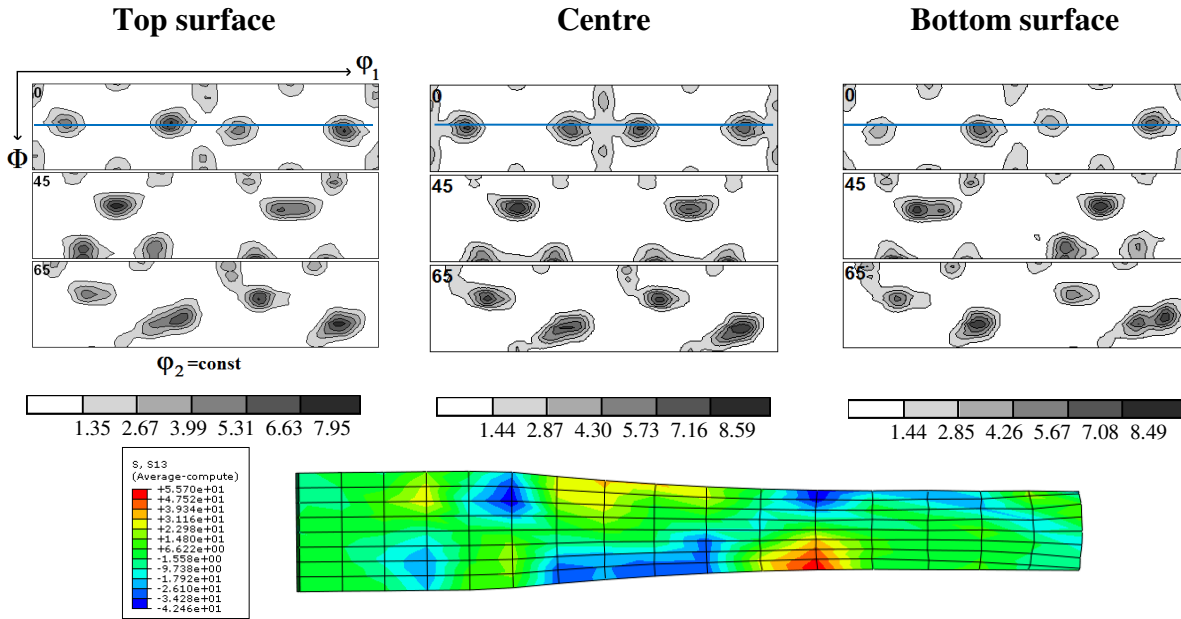 Top surface
Centre
Bottom surface
φ1
Φ
0
45
65
0
45
65
0
45
65
φ2 =const
1.35 2.67 3.99 5.31 6.63 7.95
1.44 2.87 4.30 5.73 7.16 8.59
1.44 2.85 4.26 5.67 7.08 8.49
S, S13
(Average-compute)
+5.570e+01
+4.752e+01
+3.934e+01
+3.116e+01
+2.298e+01
+1.480e+01
+6.622e+00
-1.558e+00
-9.738e+00
-1.792e+01
-2.610e+01
-3.428e+01
-4.246e+01